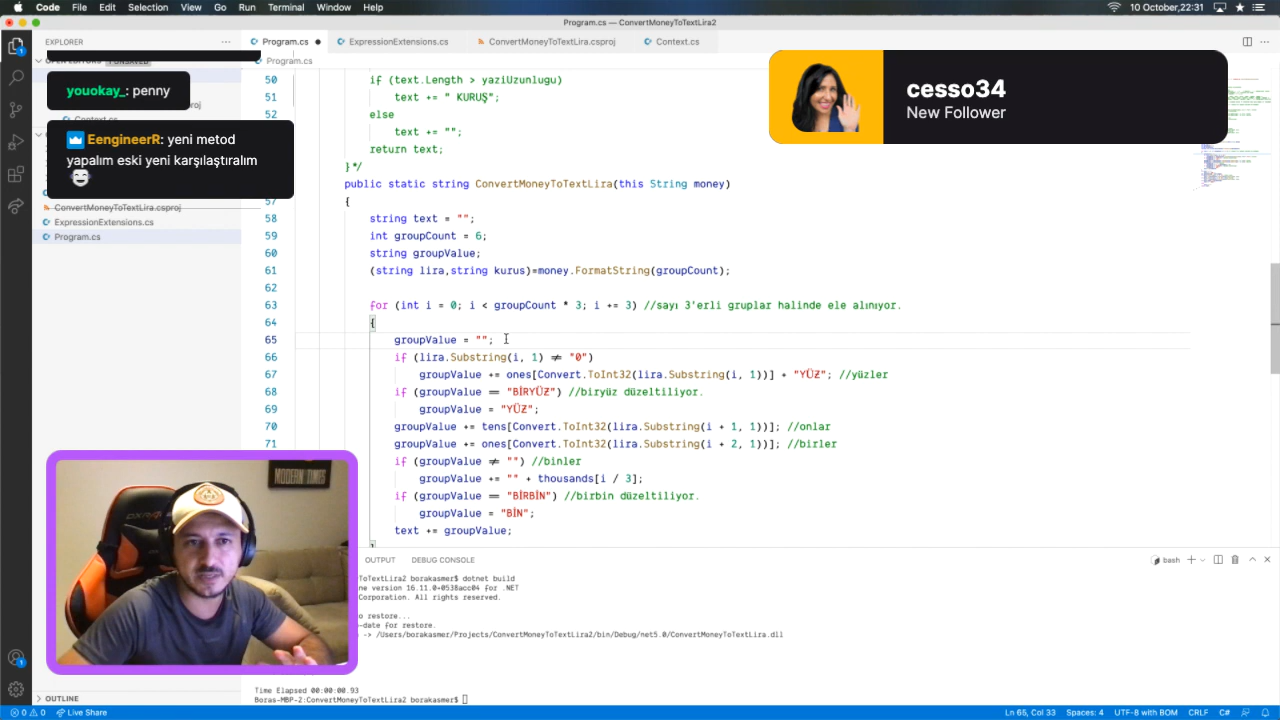 Code File Edit Selection View Go Run Terminal Window Help
10 October,22:31
Program.cs — ConvertMoneyToTextLira2
EXPLORER
Program.cs
ExpressionExtensions.cs
ConvertMoneyToTextLira2.csproj
Context.cs
Program.cs
youokay_: penny
Context.cs
EengineerR: yeni metod
yapalım eski yeni karşılaştıralım
ConvertMoneyToTextLira2.csproj
ExpressionExtensions.cs
Program.cs
cesso34
New Follower
50 if (text.Length > yaziUzunlugu)
51 text += " KURUŞ";
52 else
text += "";
return text;
}*/
public static string ConvertMoneyToTextLira(this String money)
57 {
58 string text = "";
59 int groupCount = 6;
60 string groupValue;
61 (string lira,string kurus)=money.FormatString(groupCount);
62
63 for (int i = 0; i < groupCount * 3; i += 3) //sayı 3'erli gruplar halinde ele alınıyor.
64 {
65 groupValue = "";
66 if (lira.Substring(i, 1) ≠ "0")
67 groupValue += ones[Convert.ToInt32(lira.Substring(i, 1))] + "YÜZ"; //yüzler
68 if (groupValue == "BİRYÜZ") //biryüz düzeltiliyor.
69 groupValue = "YÜZ";
70 groupValue += tens[Convert.ToInt32(lira.Substring(i + 1, 1))]; //onlar
71 groupValue += ones[Convert.ToInt32(lira.Substring(i + 2, 1))]; //birler
if (groupValue ≠ "") //binler
groupValue += "" + thousands[i / 3];
if (groupValue == "BİRBİN") //birbin düzeltiliyor.
groupValue = "BİN";
text += groupValue;
}
MODERN
OUTPUT
DEBUG CONSOLE
bash
ToTextLira2 borakasmer$ dotnet build
ne version 16.11.0+0538acc04 for .NET
Corporation. All rights reserved.
o restore...
-date for restore.
-> /Users/borakasmer/Projects/ConvertMoneyToTextLira2/bin/Debug/net5.0/ConvertMoneyToTextLira.dll
Time Elapsed 00:00:00.93
Boras-MBP-2:ConvertMoneyToTextLira2 borakasmer$
OUTLINE
0 0 Live Share
Ln 65, Col 33 Spaces: 4 UTF-8 with BOM CRLF C#